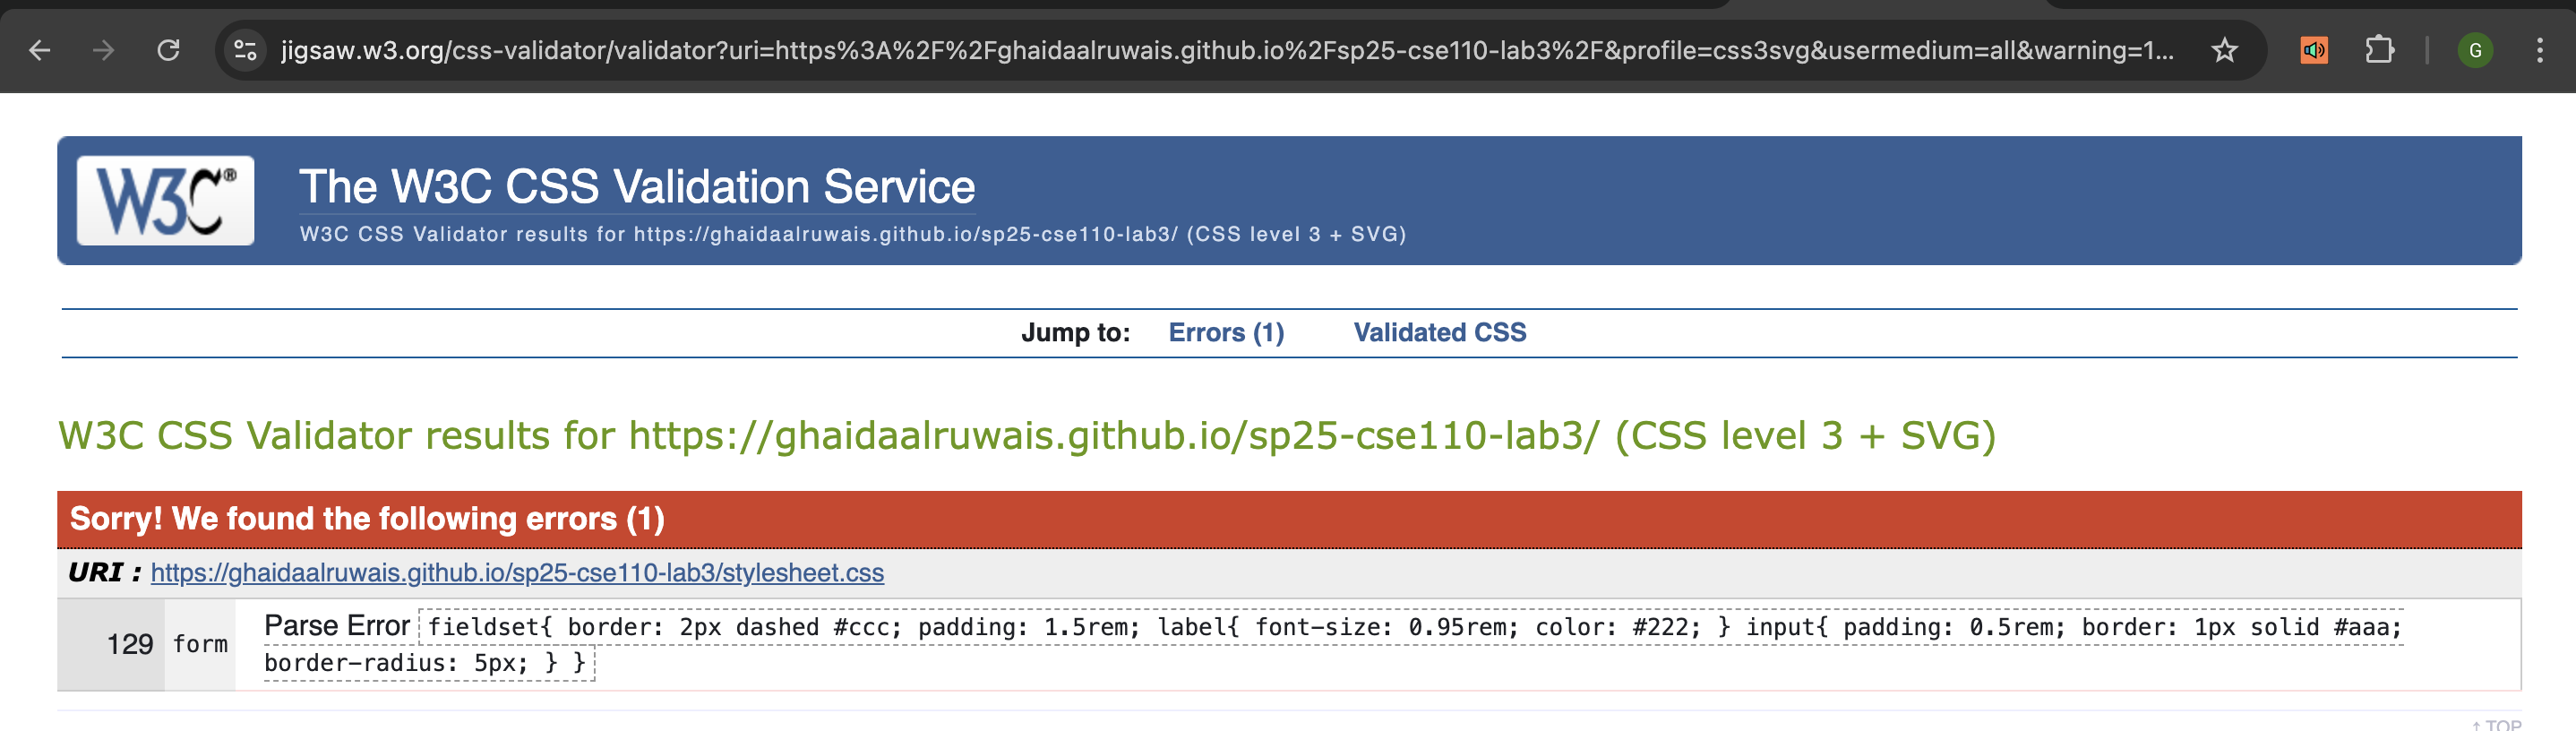 jigsaw.w3.org/css-validator/validator?uri=https%3A%2F%2Fghaidaalruwais.github.io%2Fsp25-cse110-lab3%2F&profile=css3svg&usermedium=all&warning=1...
G
W3C®
The W3C CSS Validation Service
W3C CSS Validator results for https://ghaidaalruwais.github.io/sp25-cse110-lab3/ (CSS level 3 + SVG)
Jump to: Errors (1) Validated CSS
W3C CSS Validator results for https://ghaidaalruwais.github.io/sp25-cse110-lab3/ (CSS level 3 + SVG)
Sorry! We found the following errors (1)
URI : https://ghaidaalruwais.github.io/sp25-cse110-lab3/stylesheet.css
129 form Parse Error fieldset{ border: 2px dashed #ccc; padding: 1.5rem; label{ font-size: 0.95rem; color: #222; } input{ padding: 0.5rem; border: 1px solid #aaa;
border-radius: 5px; } }
↑ TOP